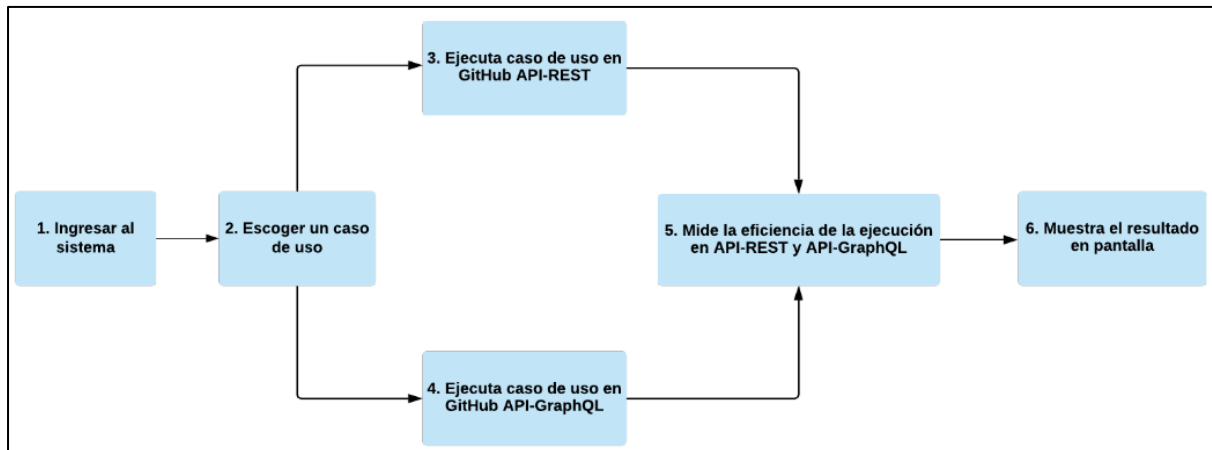 1. Ingresar al
sistema
2. Escoger un caso
de uso
3. Ejecuta caso de uso en
GitHub API-REST
4. Ejecuta caso de uso en
GitHub API-GraphQL
5. Mide la eficiencia de la ejecución
en API-REST y API-GraphQL
6. Muestra el resultado
en pantalla